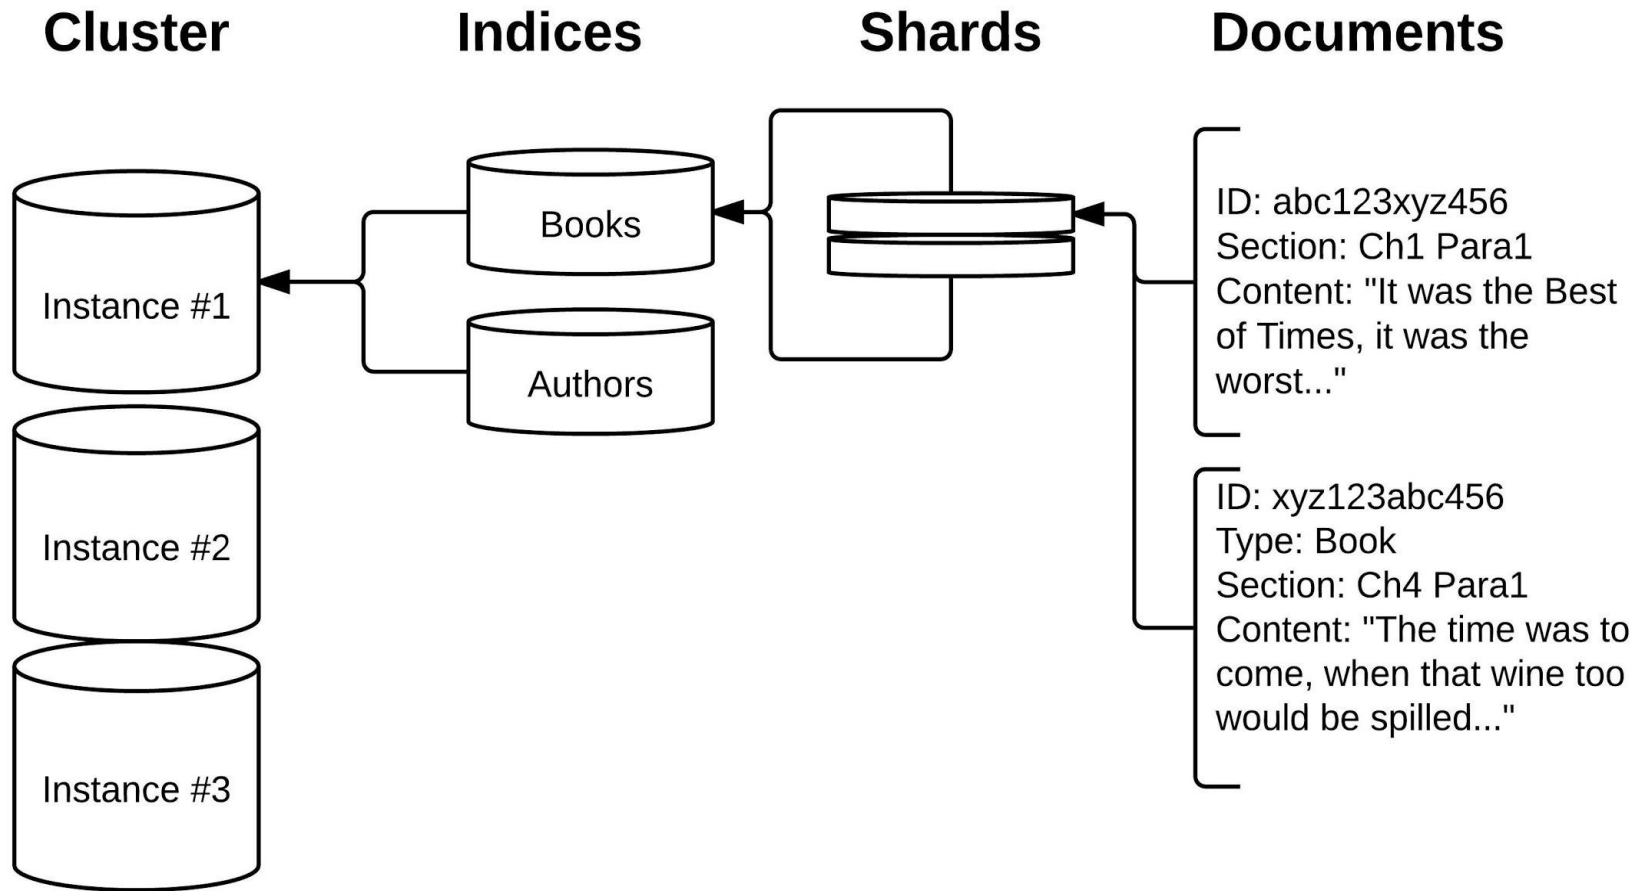 Cluster
Indices
Shards
Documents
Instance #1
Instance #2
Instance #3
Books
Authors
ID: abc123xyz456
Section: Ch1 Para1
Content: "It was the Best
of Times, it was the
worst..."
ID: xyz123abc456
Type: Book
Section: Ch4 Para1
Content: "The time was to
come, when that wine too
would be spilled..."